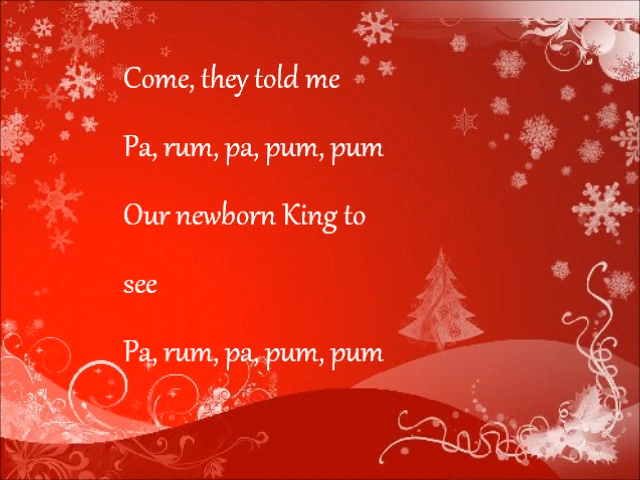 Come, they told me
Pa, rum, pa, pum, pum
Our newborn King to
see
Pa, rum, pa, pum, pum